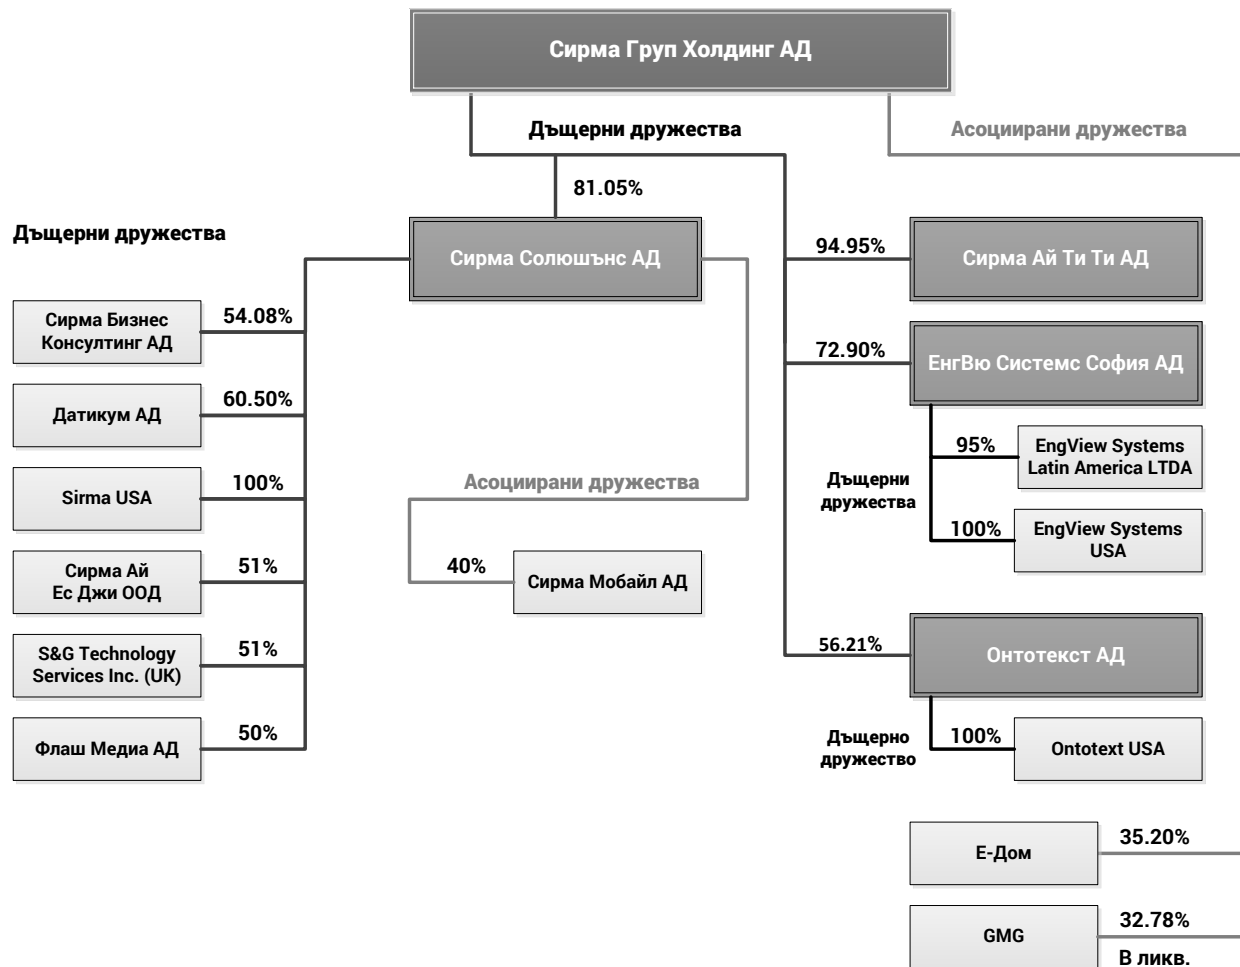 Сирма Груп Холдинг АД
Дъщерни дружества
Асоциирани дружества
81.05%
Дъщерни дружества
Сирма Солюшънс АД
94.95%
Сирма Ай Ти Ти АД
Сирма Бизнес
Консултинг АД
54.08%
72.90%
ЕнгВю Системс София АД
Датикум АД
60.50%
95%
EngView Systems
Latin America LTDA
Дъщерни
дружества
Sirma USA
100%
Асоциирани дружества
100%
EngView Systems
USA
Сирма Ай
Ес Джи ООД
51%
40%
Сирма Мобайл АД
S&G Technology
Services Inc. (UK)
51%
56.21%
Онтотекст АД
Флаш Медиа АД
50%
Дъщерно
дружество
100%
Ontotext USA
Е-Дом
35.20%
GMG
32.78%
В ликв.